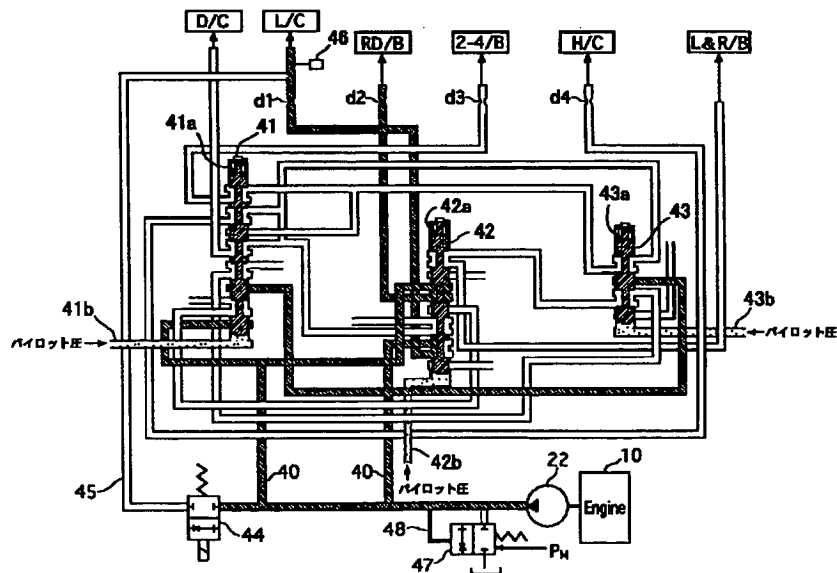 D/C
L/C
RD/B
2-4/B
H/C
L&R/B
46
d1
d2
d3
d4
41a
41
42a
42
43a
43
41b
パイロット圧
43b
パイロット圧
42b
パイロット圧
45
40
40
22
10
Engine
44
48
47
PM